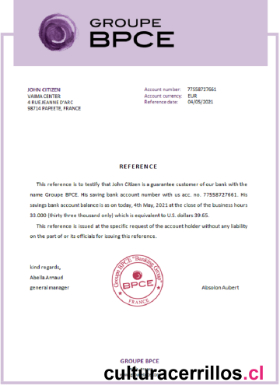 GROUPE
BPCE
JOHN CITIZEN
VAIMA CENTER
4 RUE JEANNE D'ARC
98714 PAPEETE, FRANCE
Account number: 77558727661
Account currency: EUR
Reference date: 04/05/2021
REFERENCE
This reference is to testify that John Citizen is a guarantee customer of our bank with the
name Groupe BPCE. His saving bank account number with us acc. no. 77558727661. His
savings bank account balance is as on today, 4th May, 2021 at the close of the business hours
33.000 (thirty three thousand only) which is equivalent to U.S. dollars 39.65.
This reference is issued at the specific request of the account holder without any liability
on the part of or its officials for issuing this reference.
kind regards,
Abella Arnaud
general manager
Groupe BPCE
BPCE
FRANCE
Absalon Aubert
GROUPE BPCE
culturacerrillos.cl